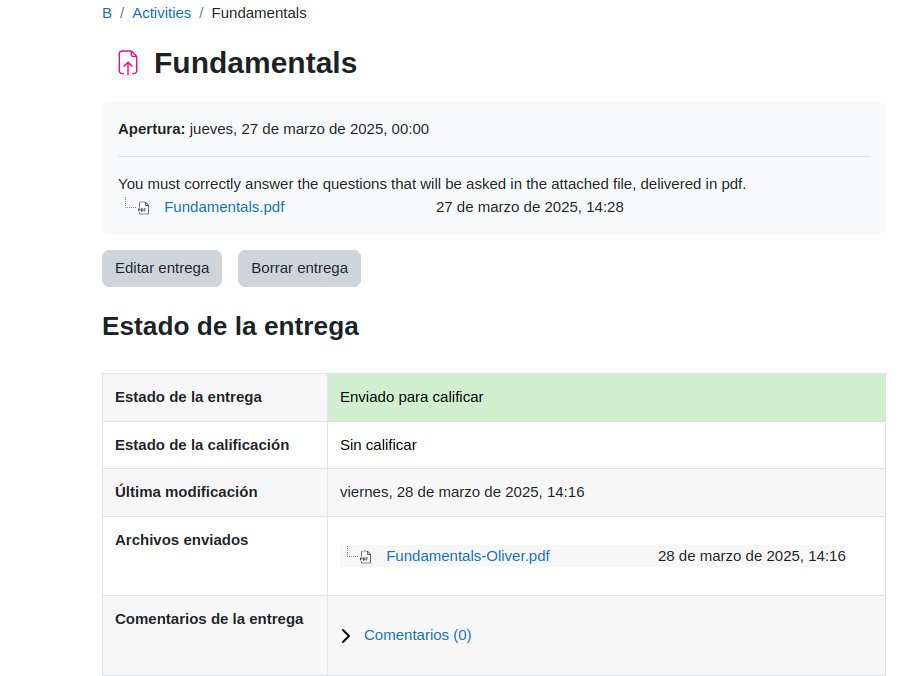 B / Activities / Fundamentals
Fundamentals
Apertura: jueves, 27 de marzo de 2025, 00:00
You must correctly answer the questions that will be asked in the attached file, delivered in pdf.
Fundamentals.pdf 27 de marzo de 2025, 14:28
Editar entrega Borrar entrega
Estado de la entrega
Estado de la entrega Enviado para calificar
Estado de la calificación Sin calificar
Última modificación viernes, 28 de marzo de 2025, 14:16
Archivos enviados
Fundamentals-Oliver.pdf 28 de marzo de 2025, 14:16
Comentarios de la entrega
Comentarios (0)